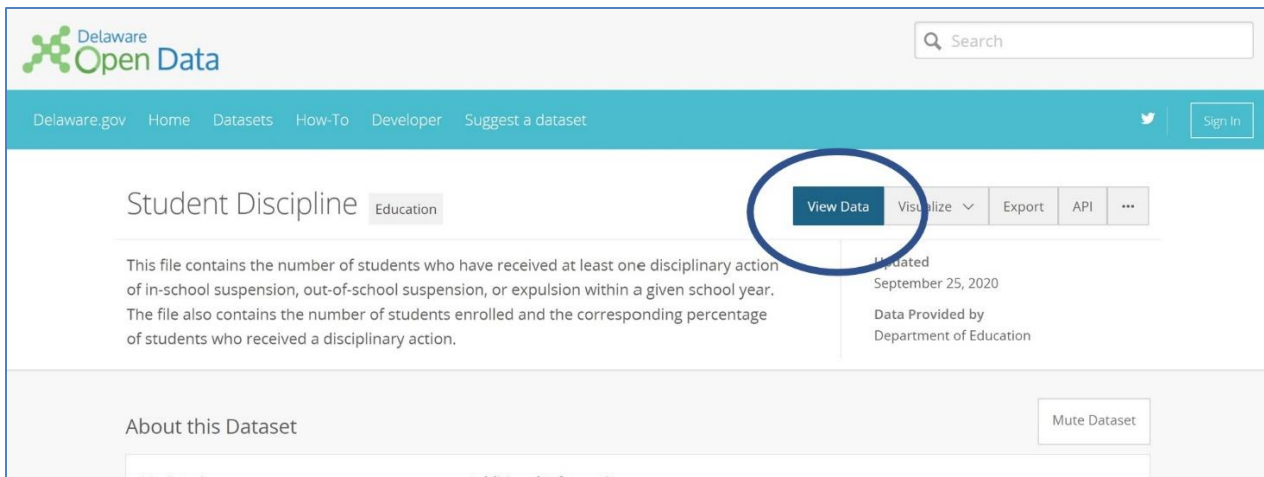 Delaware
Open Data
Search
Delaware.gov Home Datasets How-To Developer Suggest a dataset
Sign In
Student Discipline Education
View Data Visualize Export API ...
This file contains the number of students who have received at least one disciplinary action
of in-school suspension, out-of-school suspension, or expulsion within a given school year.
The file also contains the number of students enrolled and the corresponding percentage
of students who received a disciplinary action.
Updated
September 25, 2020
Data Provided by
Department of Education
About this Dataset
Mute Dataset